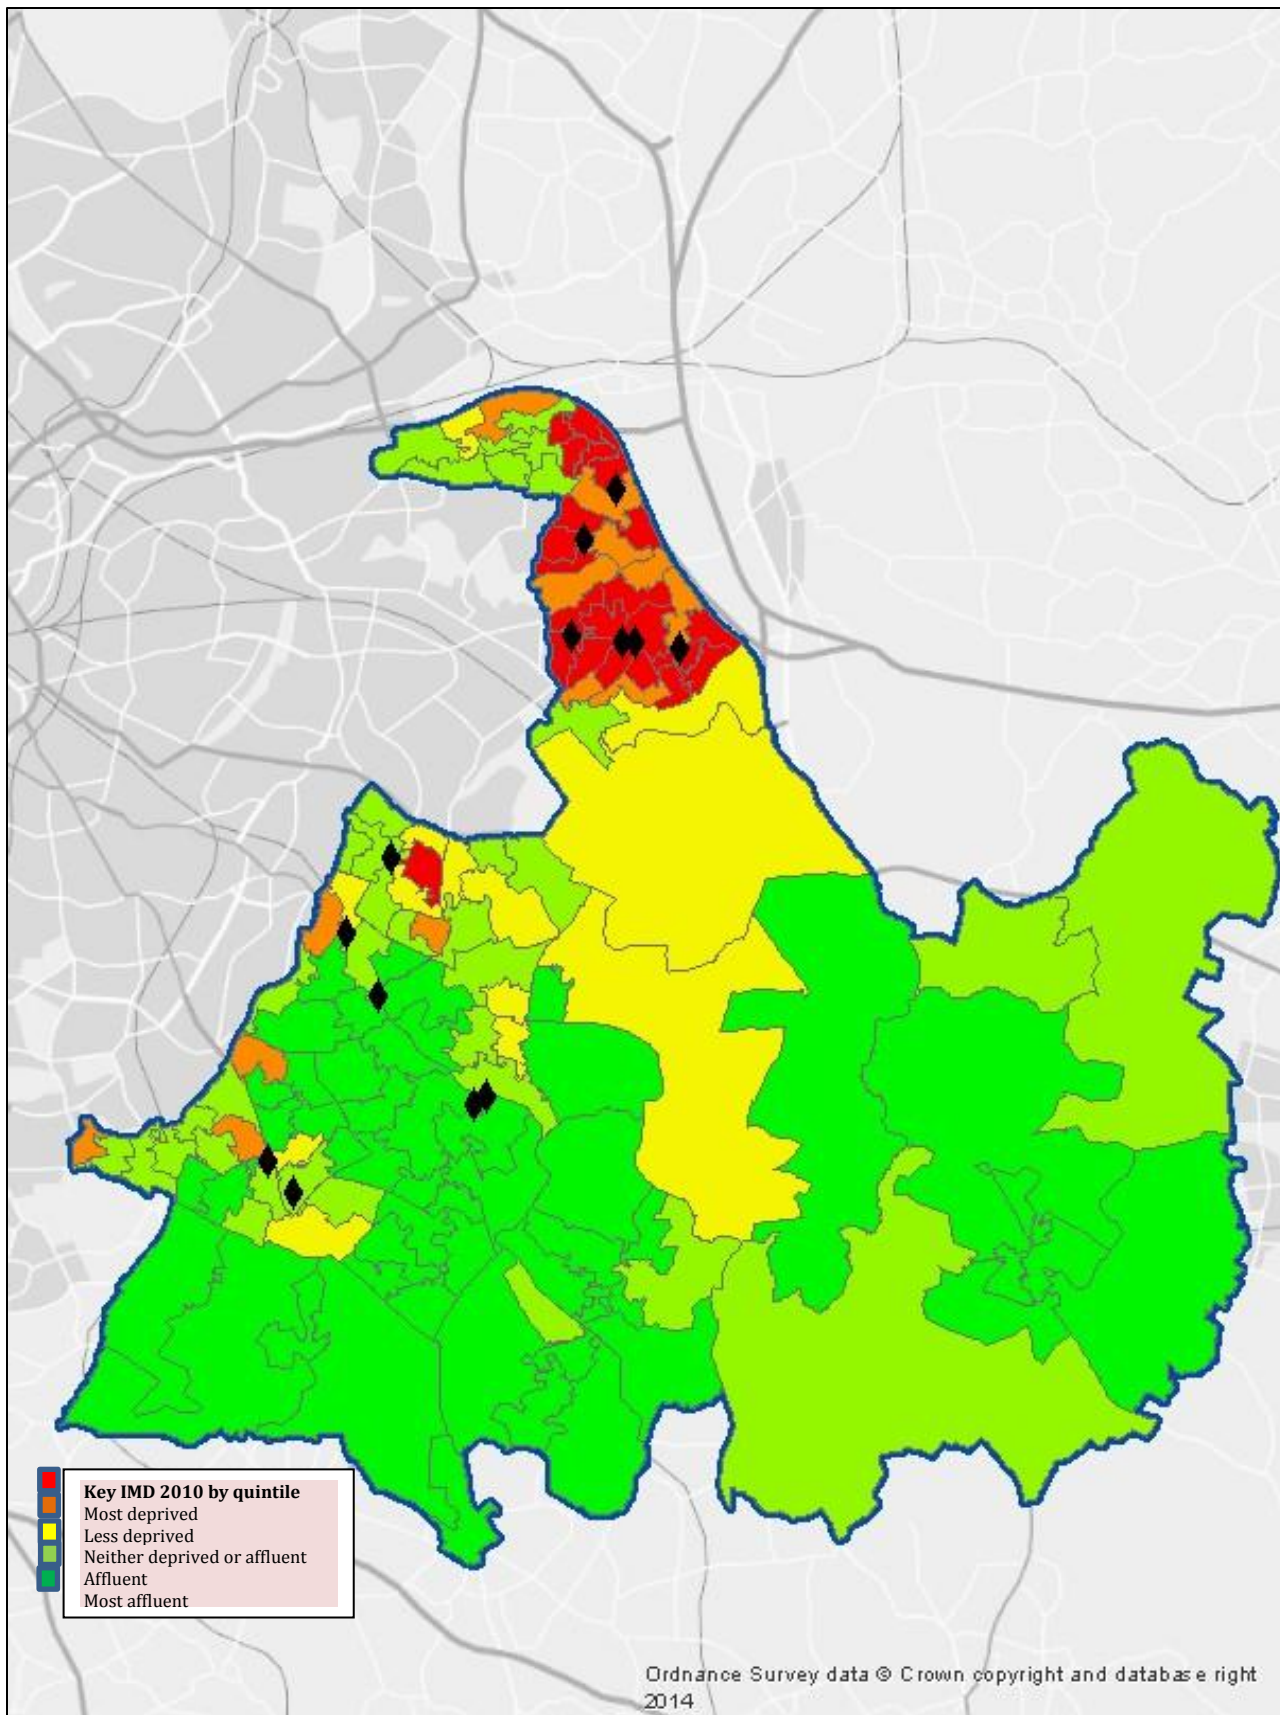 Key IMD 2010 by quintile
Most deprived
Less deprived
Neither deprived or affluent
Affluent
Most affluent
Ordnance Survey data © Crown copyright and database right
2014